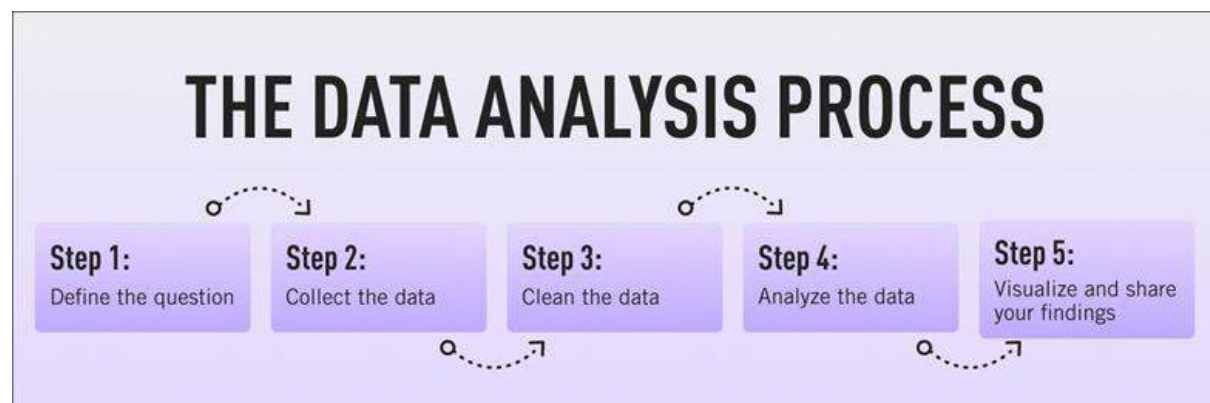 THE DATA ANALYSIS PROCESS
Step 1:
Define the question
Step 2:
Collect the data
Step 3:
Clean the data
Step 4:
Analyze the data
Step 5:
Visualize and share
your findings